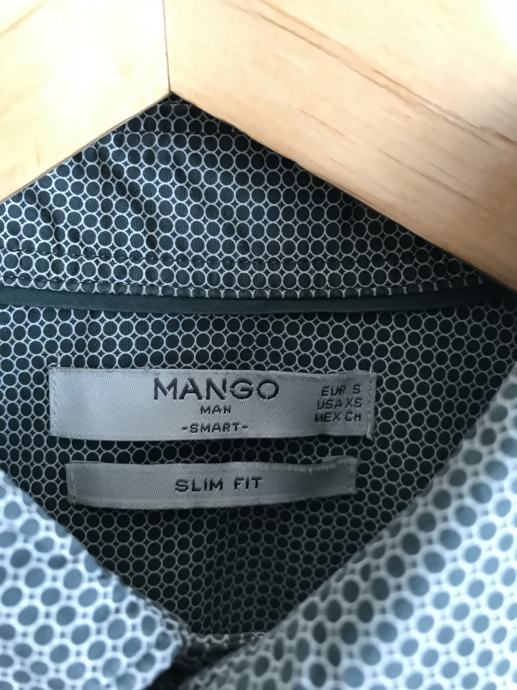 MANGO
MAN
-SMART-
EUR S
USA XS
MEX CH
SLIM FIT